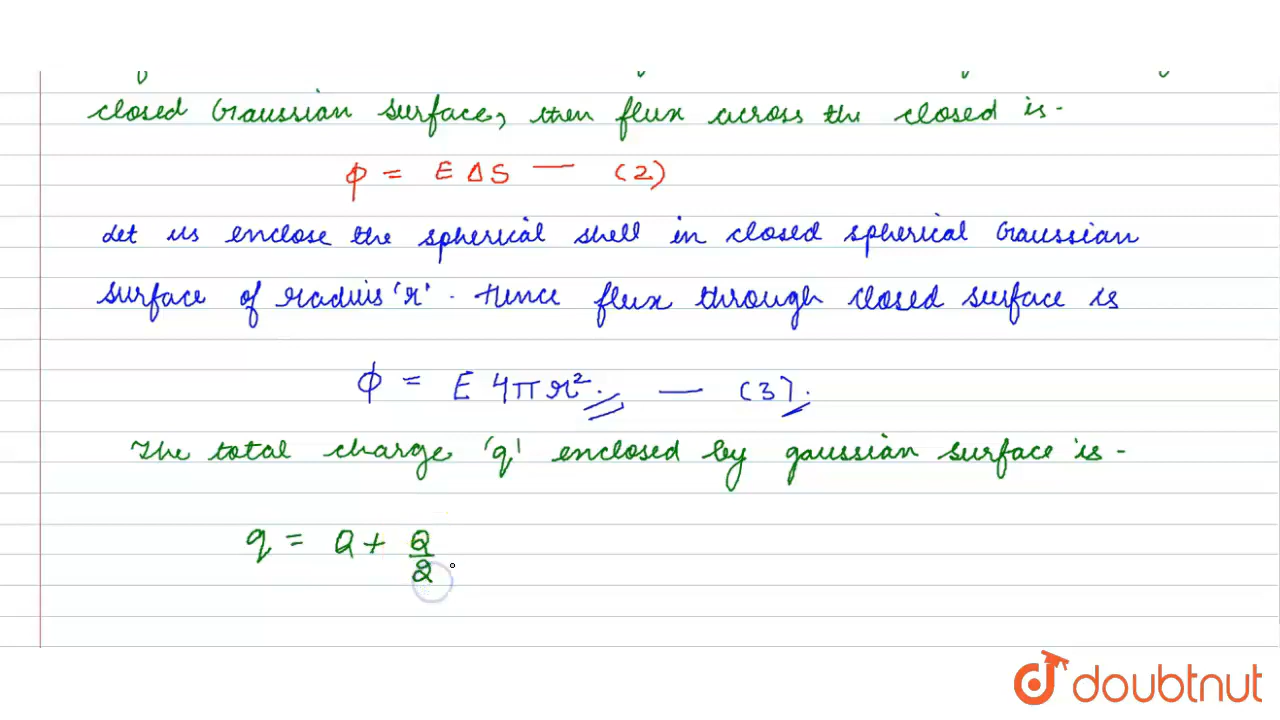 closed Gaussian surface, then flux across the closed is -
ϕ = E ΔS — (2)
Let us enclose the spherical shell in closed spherical Gaussian
surface of radius 'r'. Hence flux through closed surface is
ϕ = E 4πr². — (3).
The total charge 'q' enclosed by gaussian surface is -
q = Q + Q/2
doubtnut